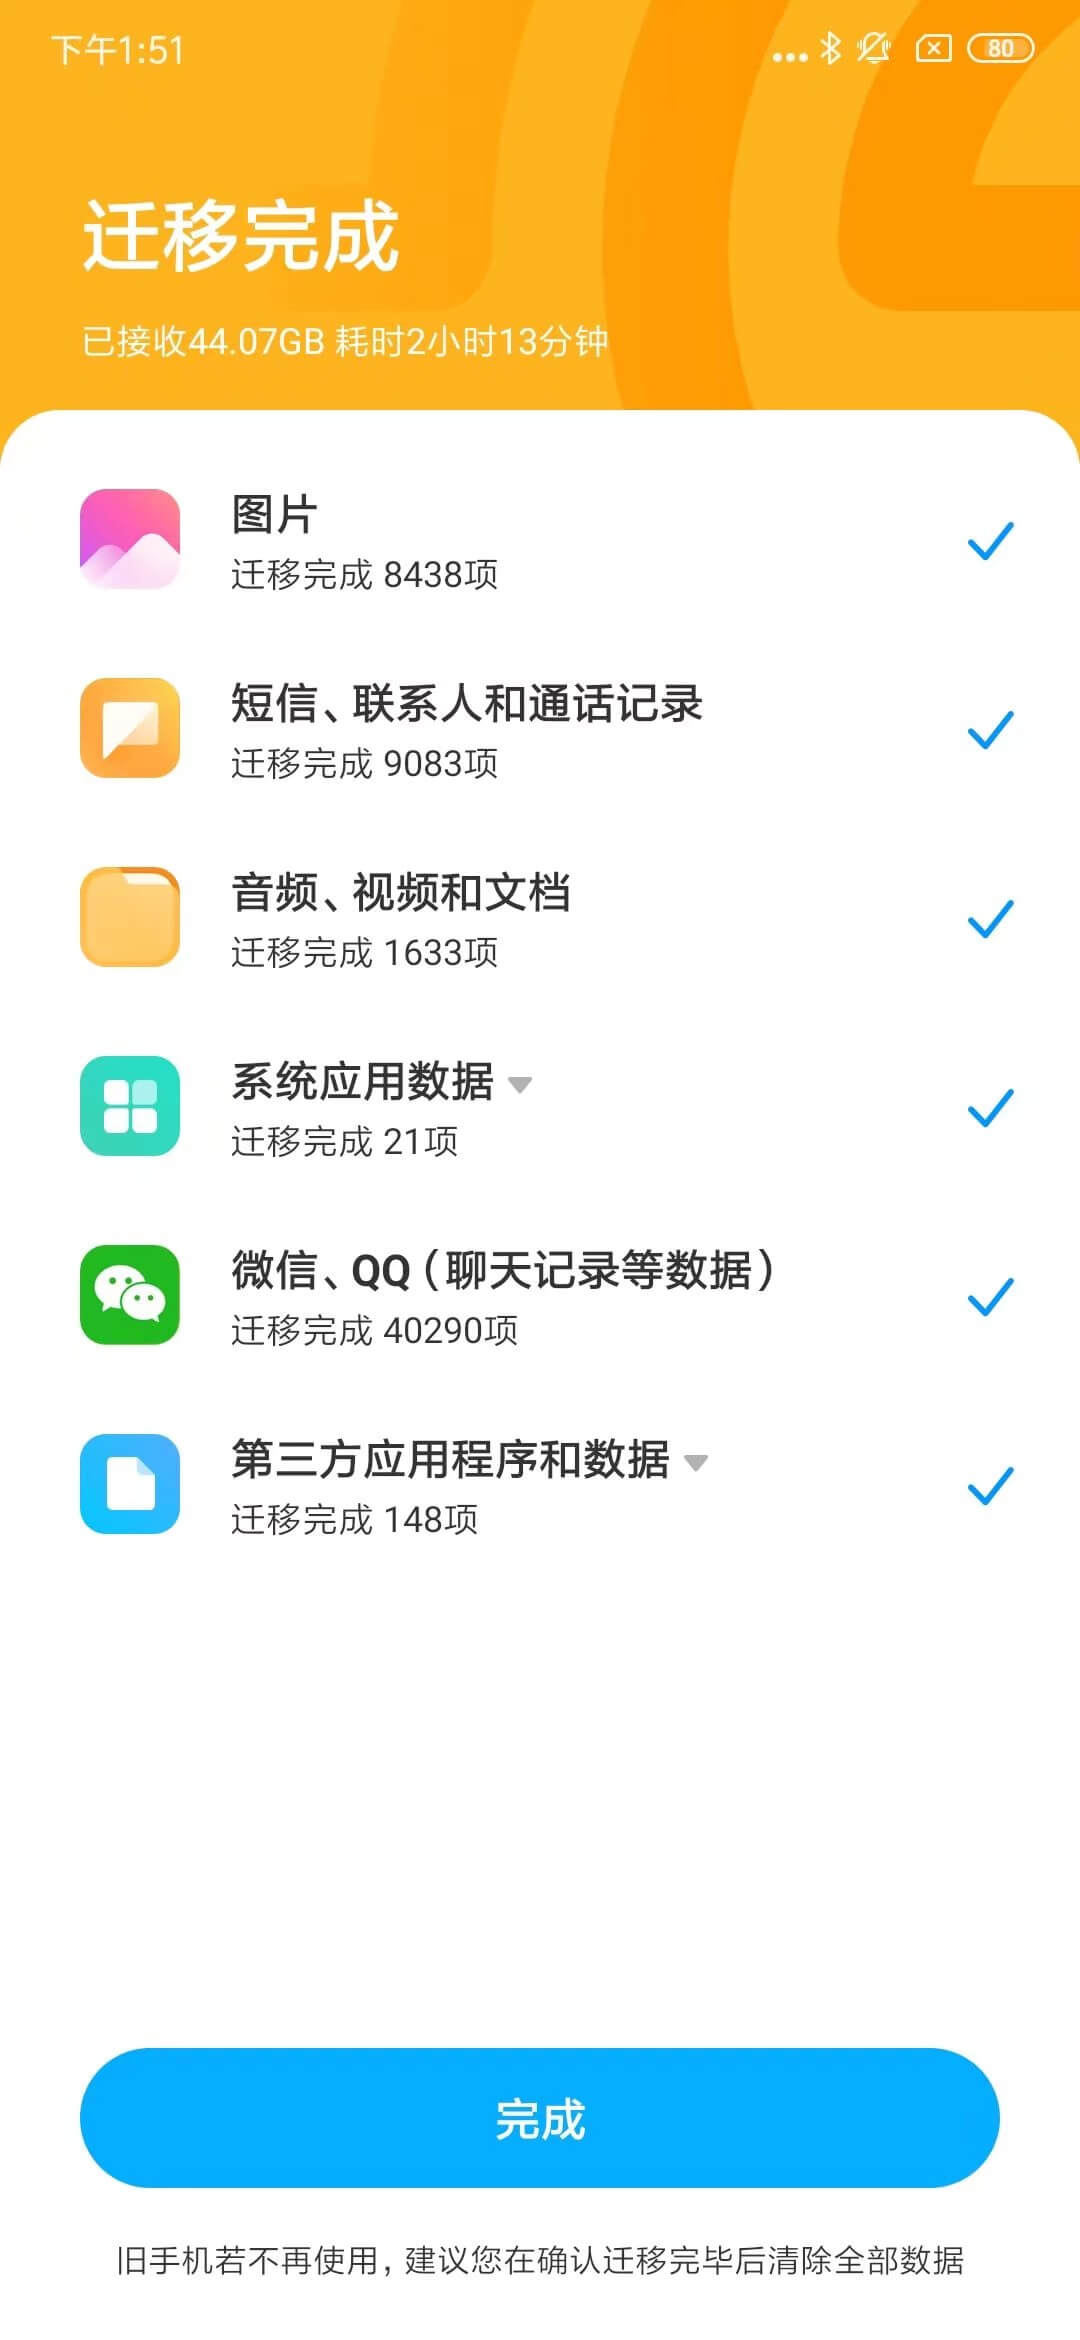 下午1:51
80
迁移完成
已接收44.07GB 耗时2小时13分钟
图片
迁移完成 8438项
短信、联系人和通话记录
迁移完成 9083项
音频、视频和文档
迁移完成 1633项
系统应用数据
迁移完成 21项
微信、QQ（聊天记录等数据）
迁移完成 40290项
第三方应用程序和数据
迁移完成 148项
完成
旧手机若不再使用，建议您在确认迁移完毕后清除全部数据